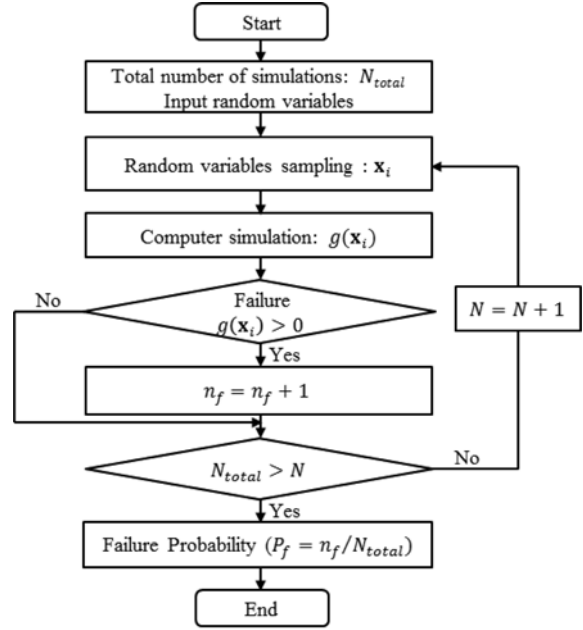 Start
Total number of simulations: N_total
Input random variables
Random variables sampling : x_i
Computer simulation: g(x_i)
No
Failure
g(x_i) > 0
N = N + 1
Yes
n_f = n_f + 1
N_total > N
No
Yes
Failure Probability (P_f = n_f/N_total)
End